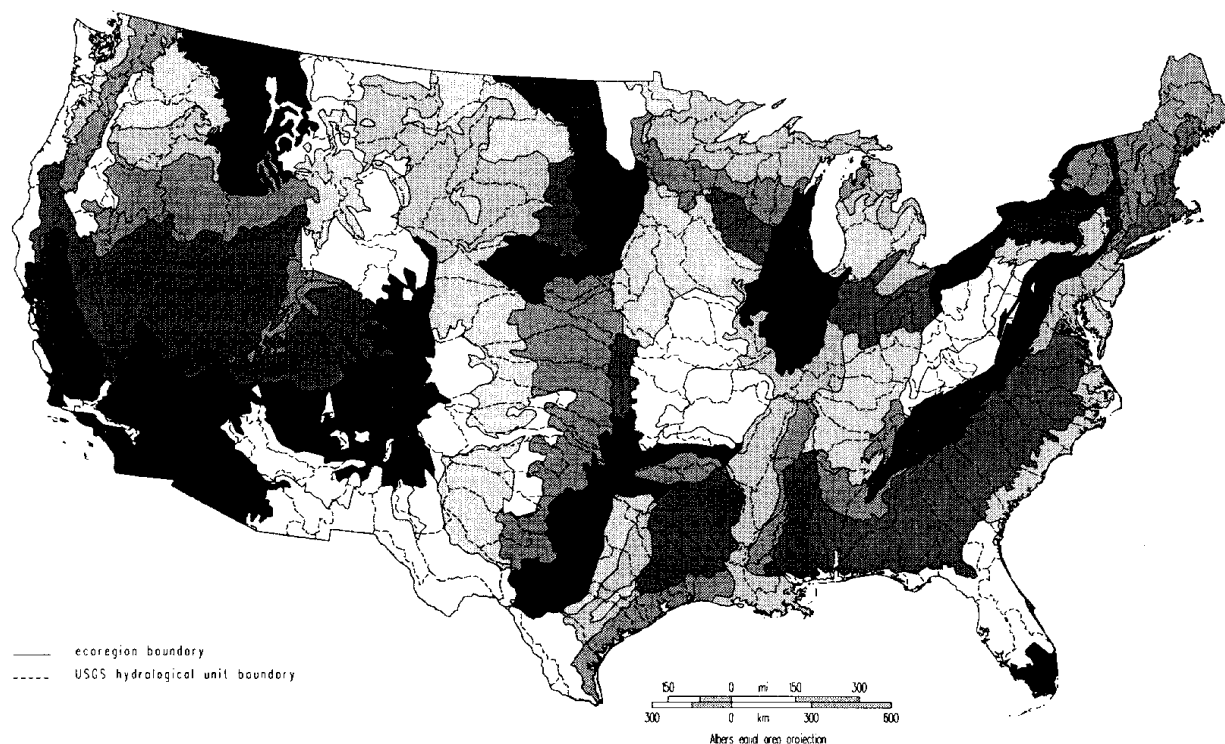 ecoregion boundary
USGS hydrological unit boundary
150 0 mi 150 300
300 0 km 300 600
Albers equal area projection